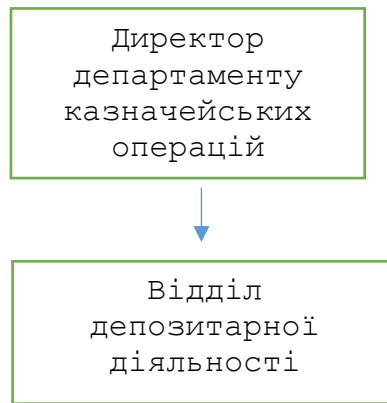 Директор
департаменту
казначейських
операцій
Відділ
депозитарної
діяльності